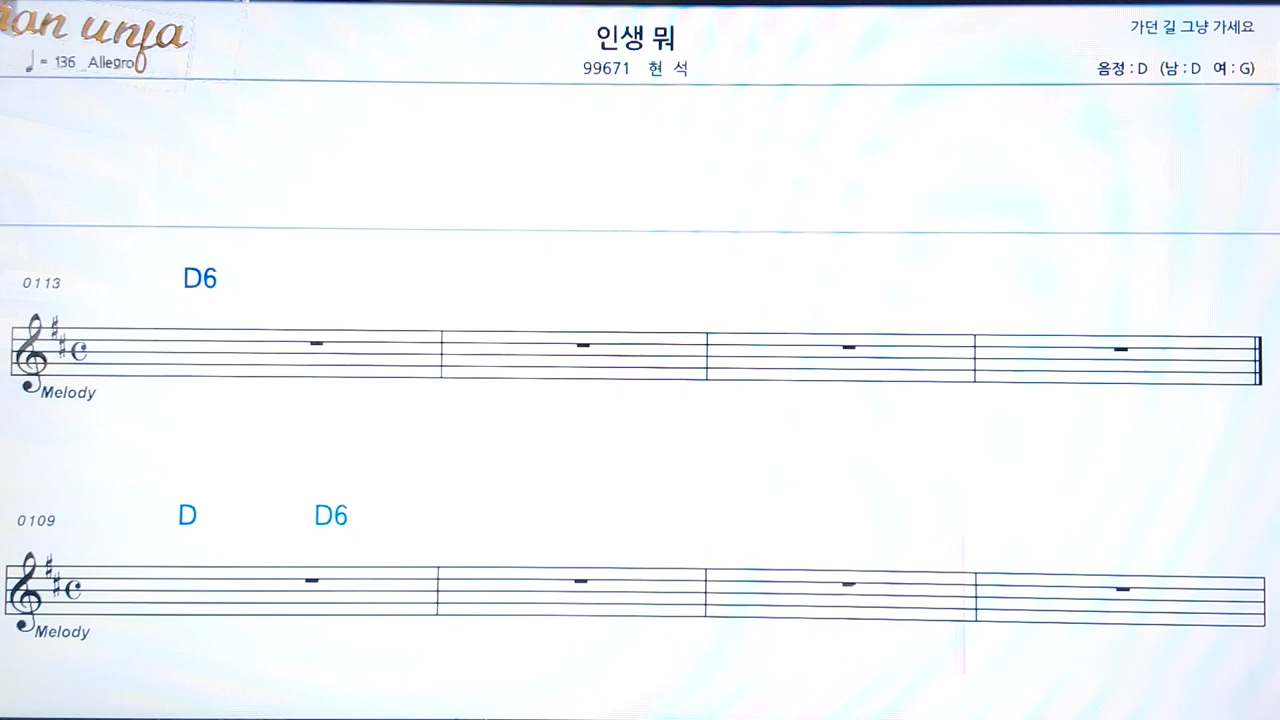 unja
♩ = 136 Allegro
인생 뭐
99671 현 석
가던 길 그냥 가세요
음정 : D (남 : D 여 : G)
0113
D6
Melody
0109
D D6
Melody